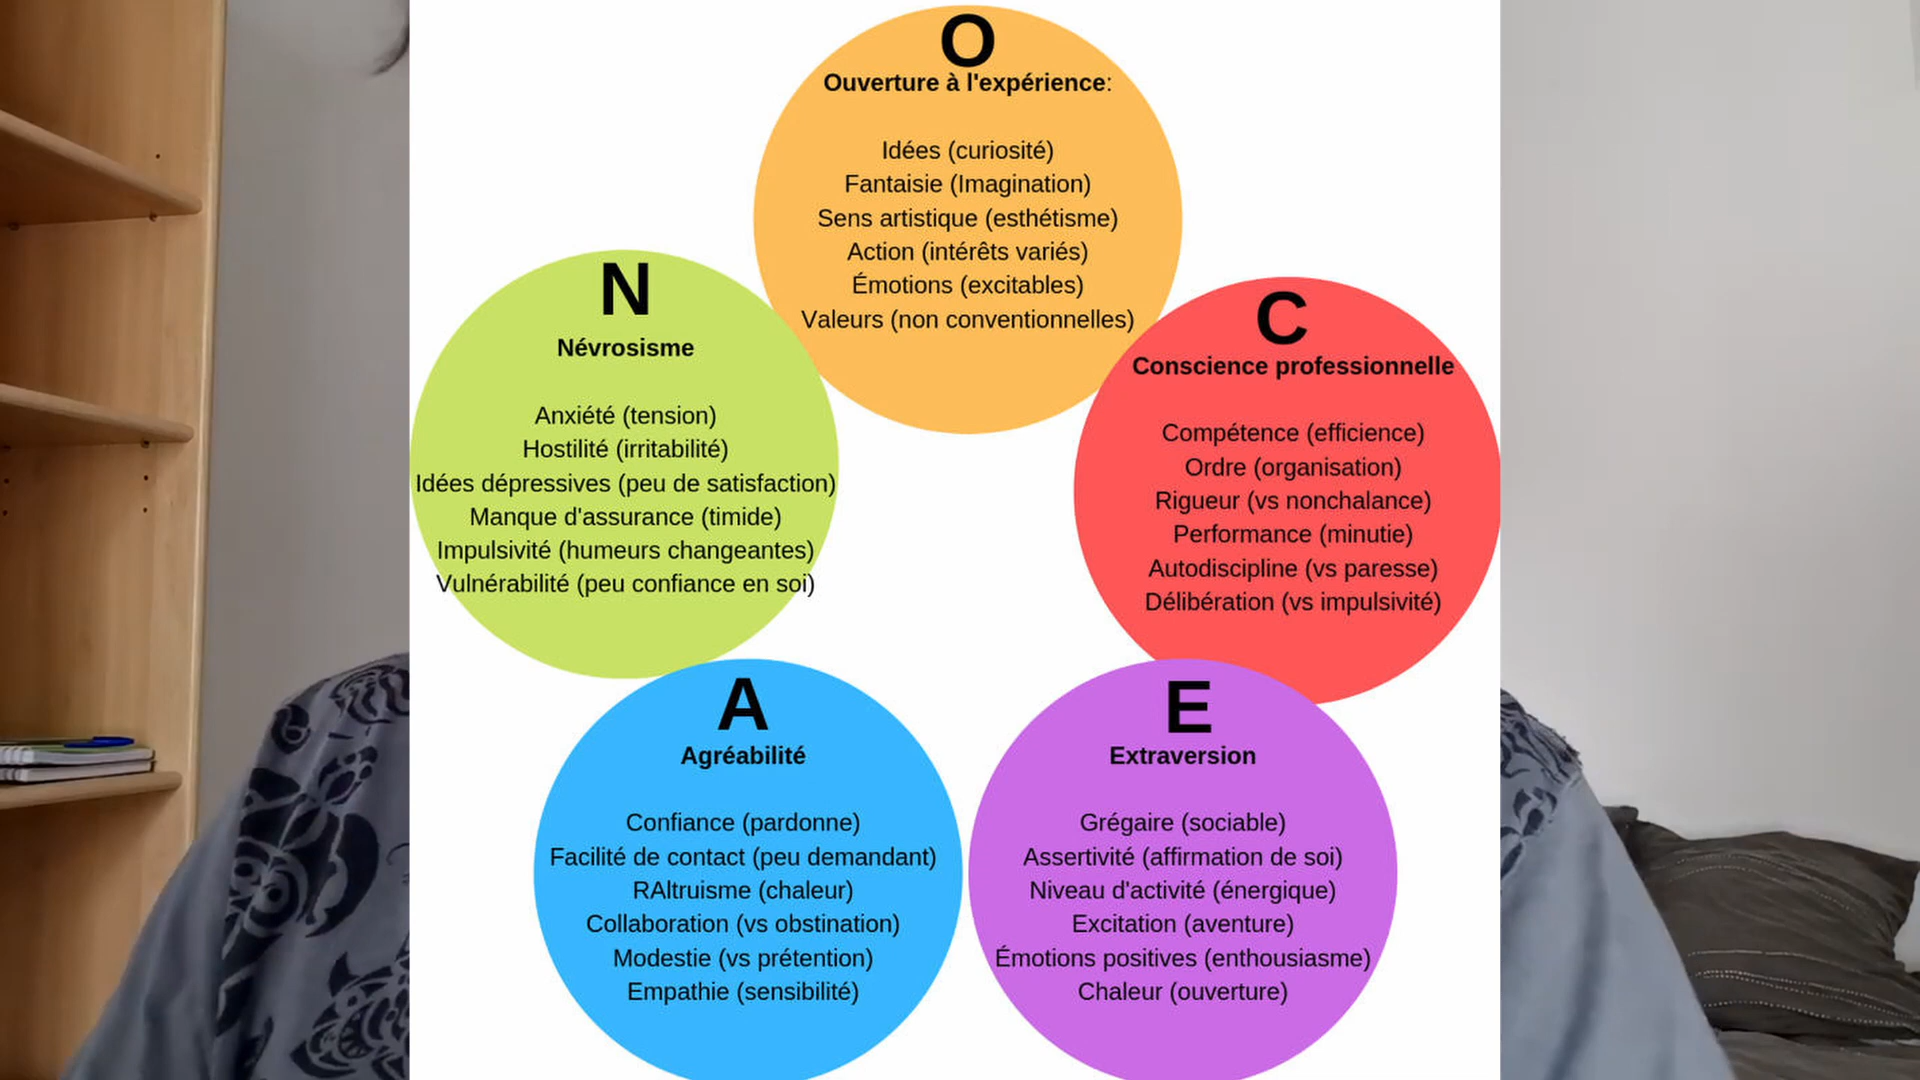 O
Ouverture à l'expérience:
Idées (curiosité)
Fantaisie (Imagination)
Sens artistique (esthétisme)
Action (intérêts variés)
Émotions (excitables)
Valeurs (non conventionnelles)
N
Névrosisme
Anxiété (tension)
Hostilité (irritabilité)
Idées dépressives (peu de satisfaction)
Manque d'assurance (timide)
Impulsivité (humeurs changeantes)
Vulnérabilité (peu confiance en soi)
C
Conscience professionnelle
Compétence (efficience)
Ordre (organisation)
Rigueur (vs nonchalance)
Performance (minutie)
Autodiscipline (vs paresse)
Délibération (vs impulsivité)
A
Agréabilité
Confiance (pardonne)
Facilité de contact (peu demandant)
RAltruisme (chaleur)
Collaboration (vs obstination)
Modestie (vs prétention)
Empathie (sensibilité)
E
Extraversion
Grégaire (sociable)
Assertivité (affirmation de soi)
Niveau d'activité (énergique)
Excitation (aventure)
Émotions positives (enthousiasme)
Chaleur (ouverture)